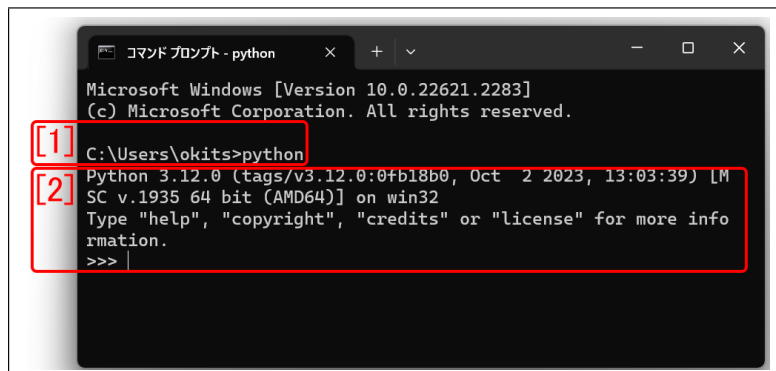 コマンド プロンプト - python
Microsoft Windows [Version 10.0.22621.2283]
(c) Microsoft Corporation. All rights reserved.
[1]
C:\Users\okits>python
[2]
Python 3.12.0 (tags/v3.12.0:0fb18b0, Oct  2 2023, 13:03:39) [M
SC v.1935 64 bit (AMD64)] on win32
Type "help", "copyright", "credits" or "license" for more info
rmation.
>>>